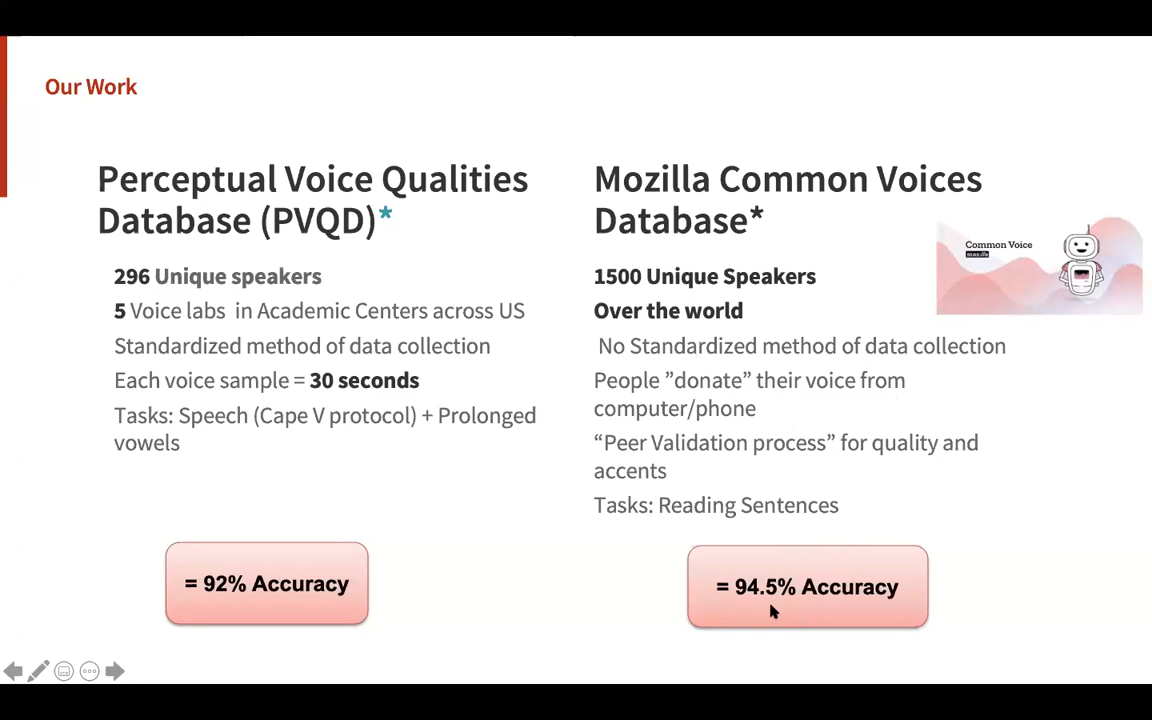 Our Work
Perceptual Voice Qualities
Database (PVQD)*
296 Unique speakers
5 Voice labs in Academic Centers across US
Standardized method of data collection
Each voice sample = 30 seconds
Tasks: Speech (Cape V protocol) + Prolonged
vowels
= 92% Accuracy
Mozilla Common Voices
Database*
Common Voice
mozilla
1500 Unique Speakers
Over the world
No Standardized method of data collection
People ”donate” their voice from
computer/phone
“Peer Validation process” for quality and
accents
Tasks: Reading Sentences
= 94.5% Accuracy